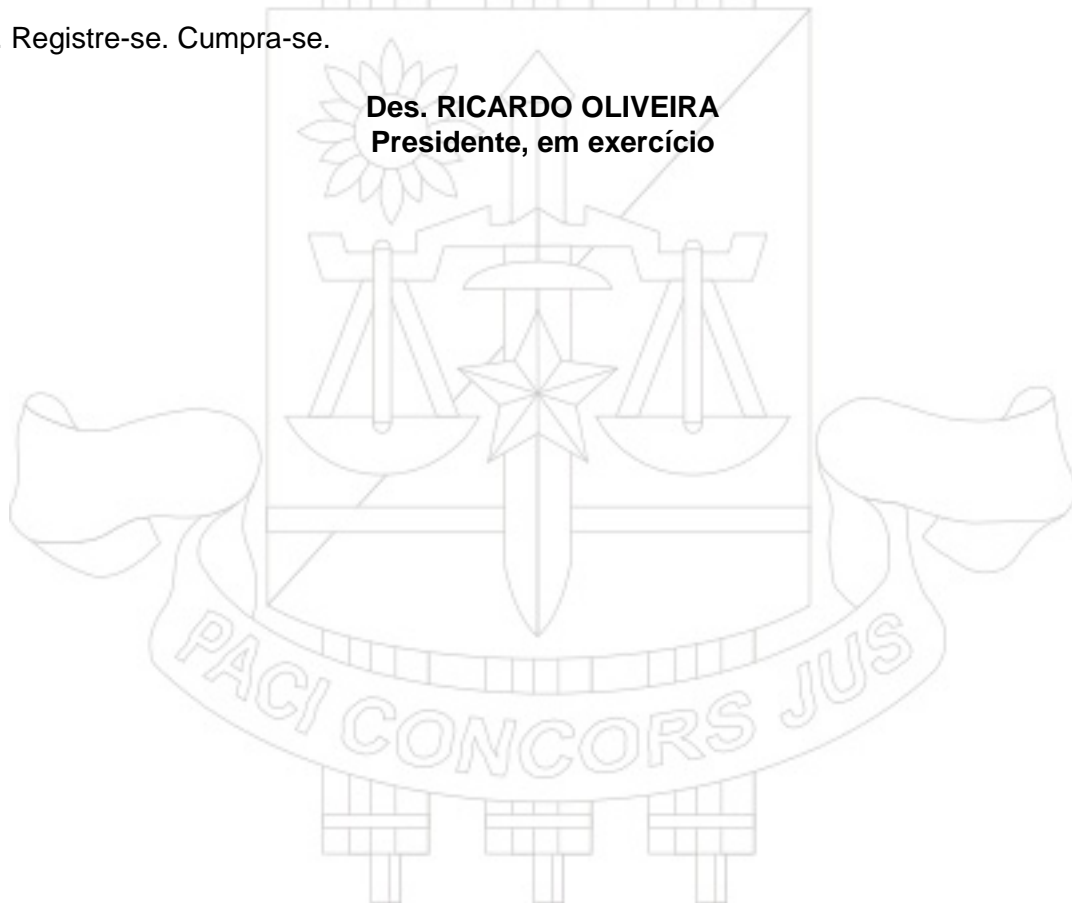 . Registre-se. Cumpra-se.
Des. RICARDO OLIVEIRA
Presidente, em exercício
PACI CONCORS JUS